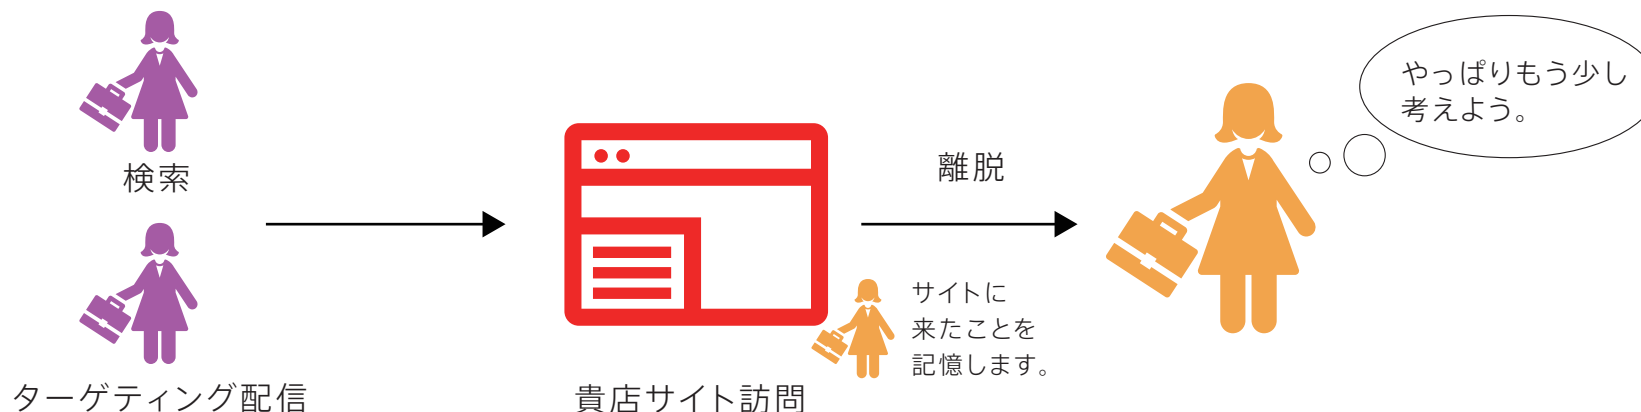 検索
ターゲティング配信
貴店サイト訪問
離脱
サイトに
来たことを
記憶します。
やっぱりもう少し
考えよう。